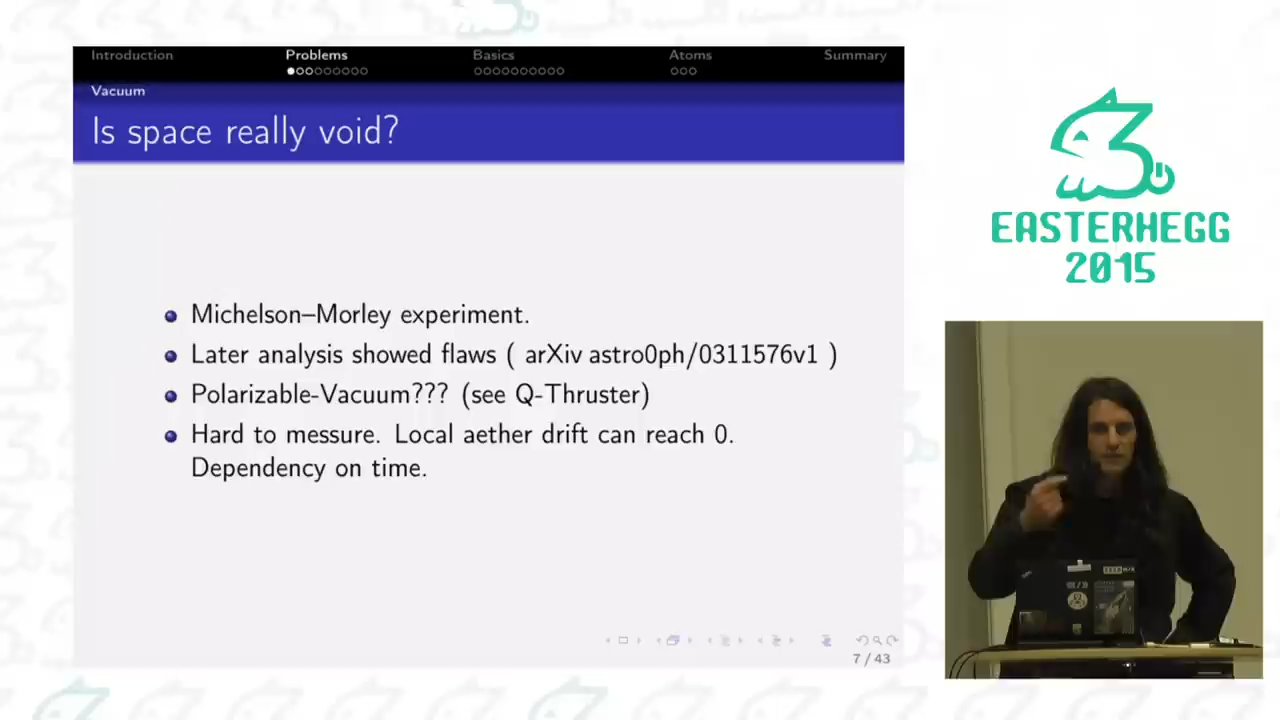 Introduction
Problems
Basics
Atoms
Summary
Vacuum
Is space really void?
Michelson–Morley experiment.
Later analysis showed flaws ( arXiv astro0ph/0311576v1 )
Polarizable-Vacuum??? (see Q-Thruster)
Hard to messure. Local aether drift can reach 0.
Dependency on time.
7 / 43
EASTERHEGG
2015